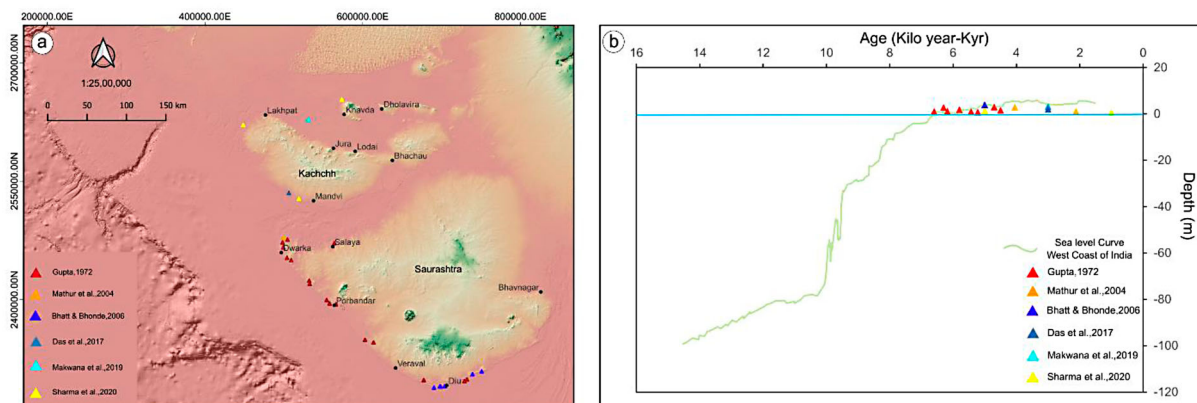 a
400000.00E 600000.00E 800000.00E
2700000.00N
2550000.00N
2400000.00N
1:25,00,000
0 50 100 150 km
Lakhpat
Khavda
Dholavira
Jura
Lodai
Bhachau
Kachchh
Mandvi
Dwarka
Salaya
Saurashtra
Porbandar
Bhavnagar
Veraval
Diu
Gupta,1972
Mathur et al.,2004
Bhatt & Bhonde,2006
Das et al.,2017
Makwana et al.,2019
Sharma et al.,2020
b
Age (Kilo year-Kyr)
16 14 12 10 8 6 4 2 0
20
0
-20
-40
-60
-80
-100
-120
Depth (m)
Sea level Curve
West Coast of India
Gupta,1972
Mathur et al.,2004
Bhatt & Bhonde,2006
Das et al.,2017
Makwana et al.,2019
Sharma et al.,2020